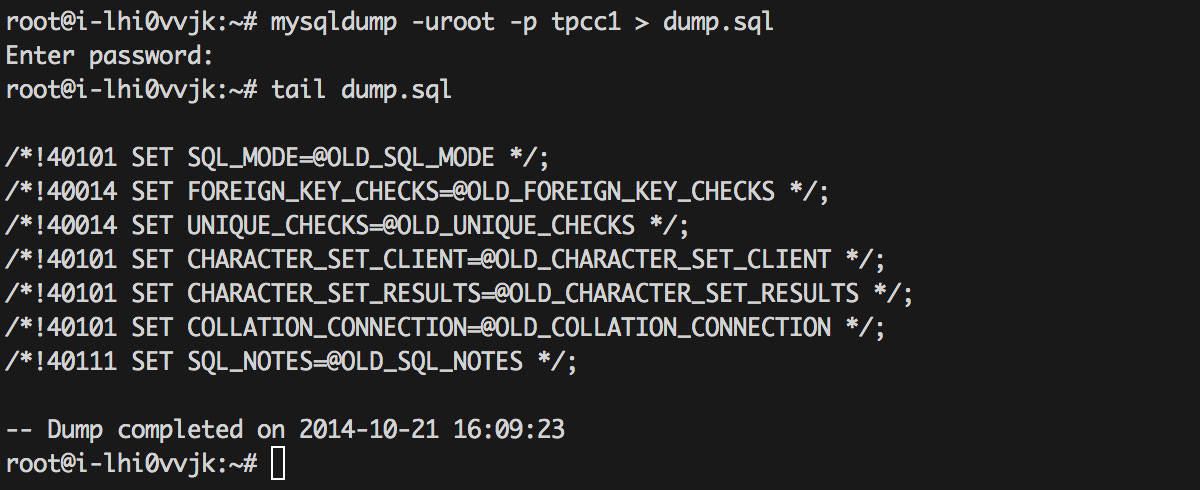 root@i-lhi0vvjk:~# mysqldump -uroot -p tpcc1 > dump.sql
Enter password:
root@i-lhi0vvjk:~# tail dump.sql
/*!40101 SET SQL_MODE=@OLD_SQL_MODE */;
/*!40014 SET FOREIGN_KEY_CHECKS=@OLD_FOREIGN_KEY_CHECKS */;
/*!40014 SET UNIQUE_CHECKS=@OLD_UNIQUE_CHECKS */;
/*!40101 SET CHARACTER_SET_CLIENT=@OLD_CHARACTER_SET_CLIENT */;
/*!40101 SET CHARACTER_SET_RESULTS=@OLD_CHARACTER_SET_RESULTS */;
/*!40101 SET COLLATION_CONNECTION=@OLD_COLLATION_CONNECTION */;
/*!40111 SET SQL_NOTES=@OLD_SQL_NOTES */;
-- Dump completed on 2014-10-21 16:09:23
root@i-lhi0vvjk:~#